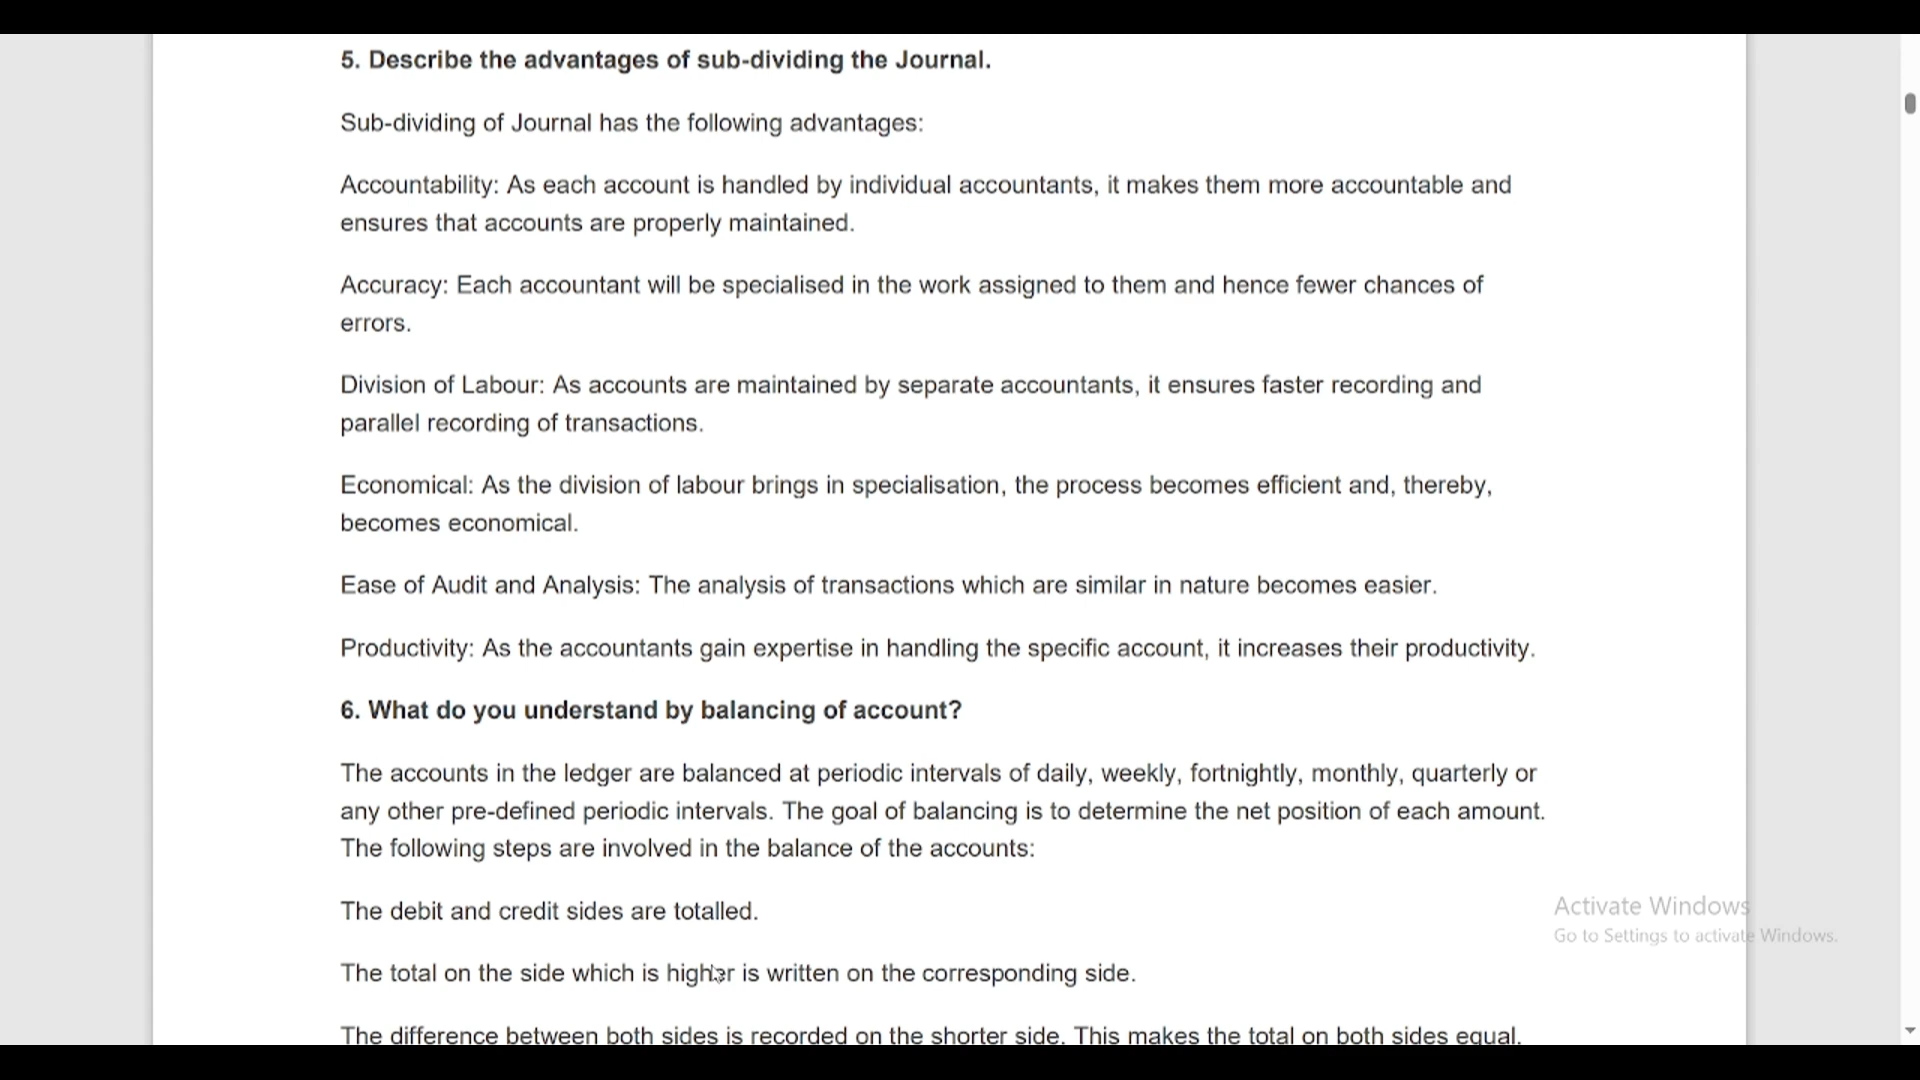 5. Describe the advantages of sub-dividing the Journal.
Sub-dividing of Journal has the following advantages:
Accountability: As each account is handled by individual accountants, it makes them more accountable and
ensures that accounts are properly maintained.
Accuracy: Each accountant will be specialised in the work assigned to them and hence fewer chances of
errors.
Division of Labour: As accounts are maintained by separate accountants, it ensures faster recording and
parallel recording of transactions.
Economical: As the division of labour brings in specialisation, the process becomes efficient and, thereby,
becomes economical.
Ease of Audit and Analysis: The analysis of transactions which are similar in nature becomes easier.
Productivity: As the accountants gain expertise in handling the specific account, it increases their productivity.
6. What do you understand by balancing of account?
The accounts in the ledger are balanced at periodic intervals of daily, weekly, fortnightly, monthly, quarterly or
any other pre-defined periodic intervals. The goal of balancing is to determine the net position of each amount.
The following steps are involved in the balance of the accounts:
The debit and credit sides are totalled.
The total on the side which is higher is written on the corresponding side.
The difference between both sides is recorded on the shorter side. This makes the total on both sides equal.
Activate Windows
Go to Settings to activate Windows.